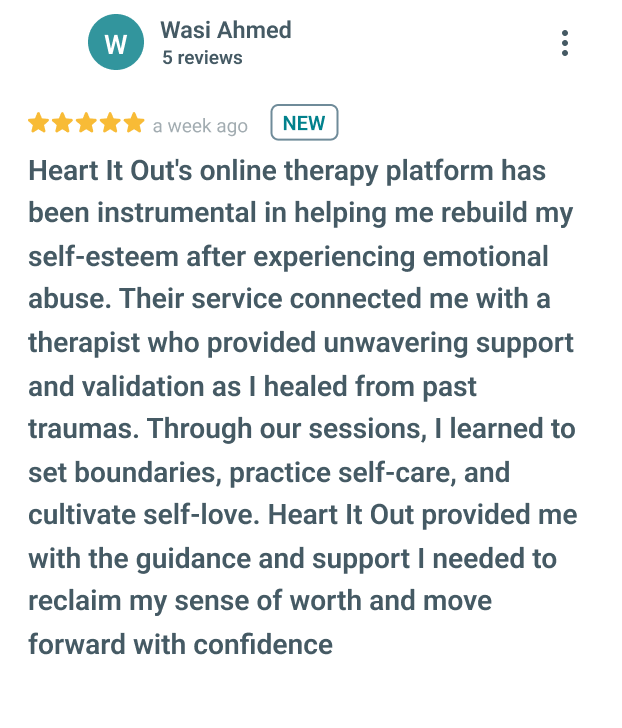 W
Wasi Ahmed
5 reviews
a week ago
NEW
Heart It Out's online therapy platform has
been instrumental in helping me rebuild my
self-esteem after experiencing emotional
abuse. Their service connected me with a
therapist who provided unwavering support
and validation as I healed from past
traumas. Through our sessions, I learned to
set boundaries, practice self-care, and
cultivate self-love. Heart It Out provided me
with the guidance and support I needed to
reclaim my sense of worth and move
forward with confidence